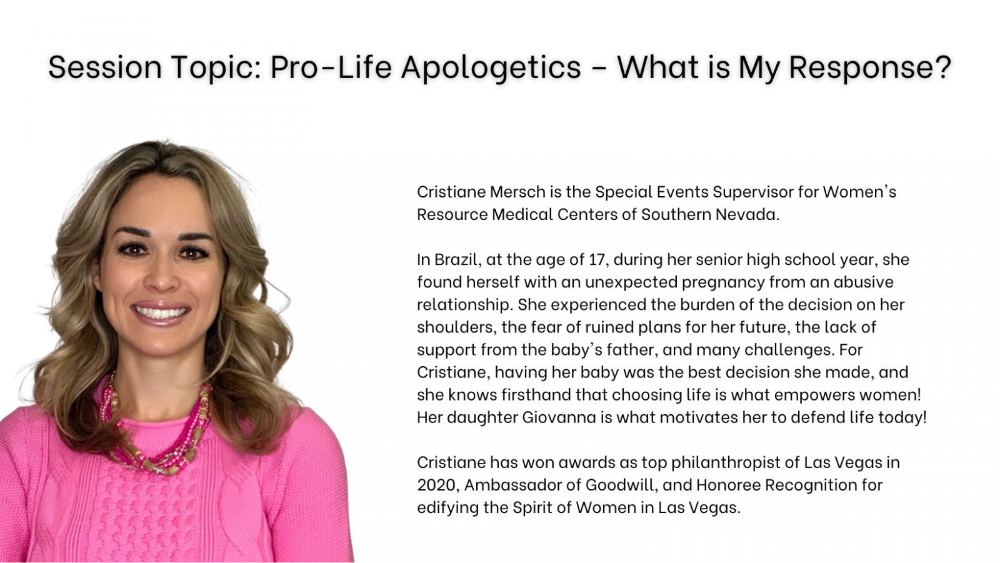 Session Topic: Pro-Life Apologetics – What is My Response?
Cristiane Mersch is the Special Events Supervisor for Women's
Resource Medical Centers of Southern Nevada.
In Brazil, at the age of 17, during her senior high school year, she
found herself with an unexpected pregnancy from an abusive
relationship. She experienced the burden of the decision on her
shoulders, the fear of ruined plans for her future, the lack of
support from the baby's father, and many challenges. For
Cristiane, having her baby was the best decision she made, and
she knows firsthand that choosing life is what empowers women!
Her daughter Giovanna is what motivates her to defend life today!
Cristiane has won awards as top philanthropist of Las Vegas in
2020, Ambassador of Goodwill, and Honoree Recognition for
edifying the Spirit of Women in Las Vegas.